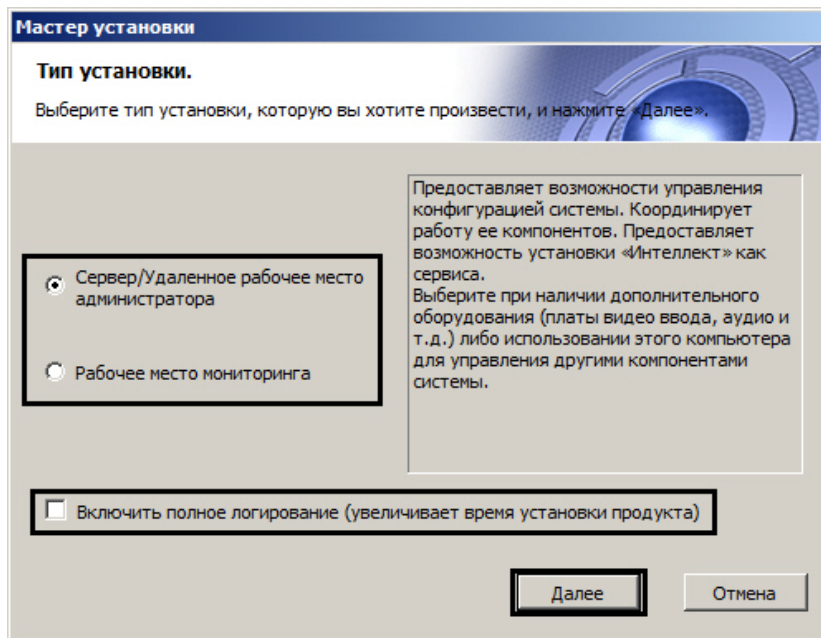 Мастер установки
Тип установки.
Выберите тип установки, которую вы хотите произвести, и нажмите «Далее».
Сервер/Удаленное рабочее место
администратора
Рабочее место мониторинга
Предоставляет возможности управления
конфигурацией системы. Координирует
работу ее компонентов. Предоставляет
возможность установки «Интеллект» как
сервиса.
Выберите при наличии дополнительного
оборудования (платы видео ввода, аудио и
т.д.) либо использовании этого компьютера
для управления другими компонентами
системы.
Включить полное логирование (увеличивает время установки продукта)
Далее
Отмена